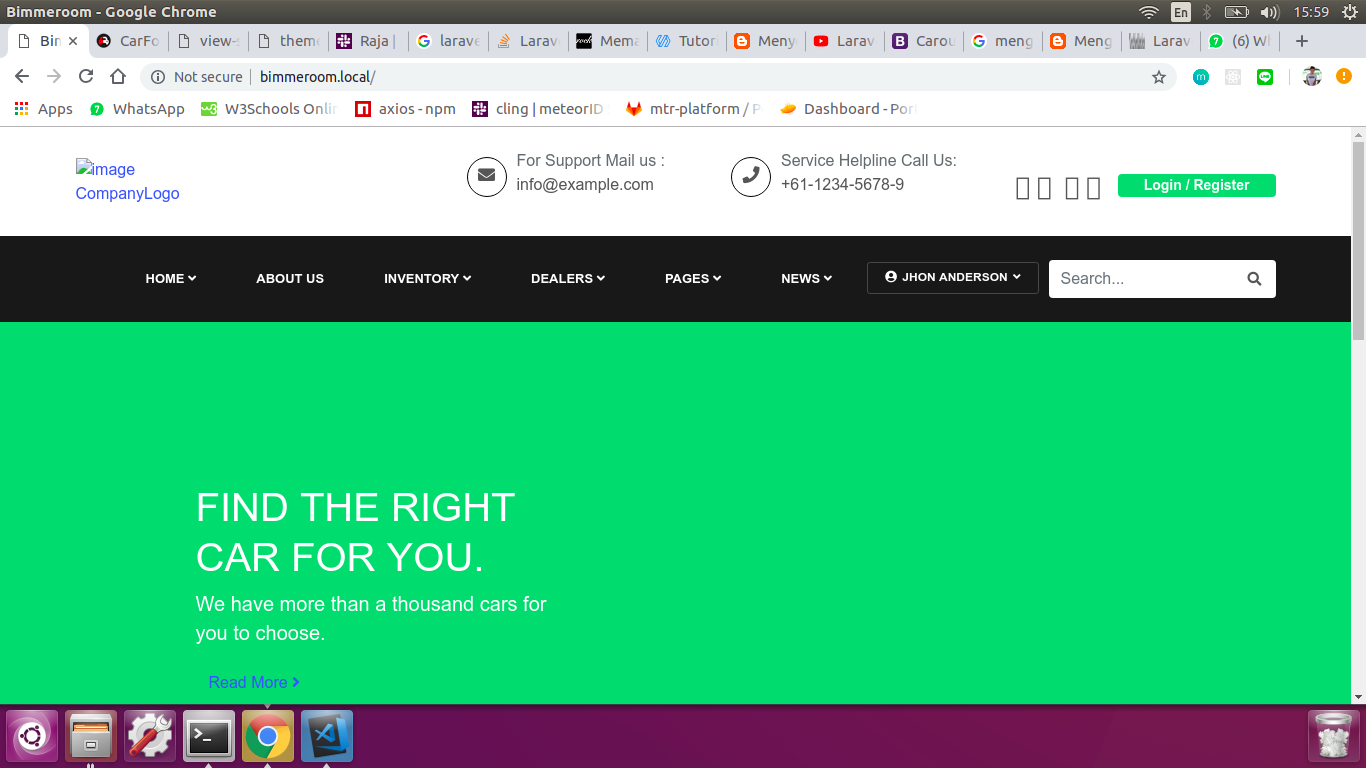 Bimmeroom - Google Chrome
En
15:59
Bin
CarFo
view-s
theme
Raja |
larave
Larav
Mema
Tutori
Meny
Larav
Carou
meng
Meng
Larav
(6) Wh
Not secure
bimmeroom.local/
Apps
WhatsApp
W3Schools Onlin
axios - npm
cling | meteorID
mtr-platform / P
Dashboard - Port
image
CompanyLogo
For Support Mail us :
info@example.com
Service Helpline Call Us:
+61-1234-5678-9
Login / Register
HOME
ABOUT US
INVENTORY
DEALERS
PAGES
NEWS
JHON ANDERSON
Search...
FIND THE RIGHT
CAR FOR YOU.
We have more than a thousand cars for
you to choose.
Read More